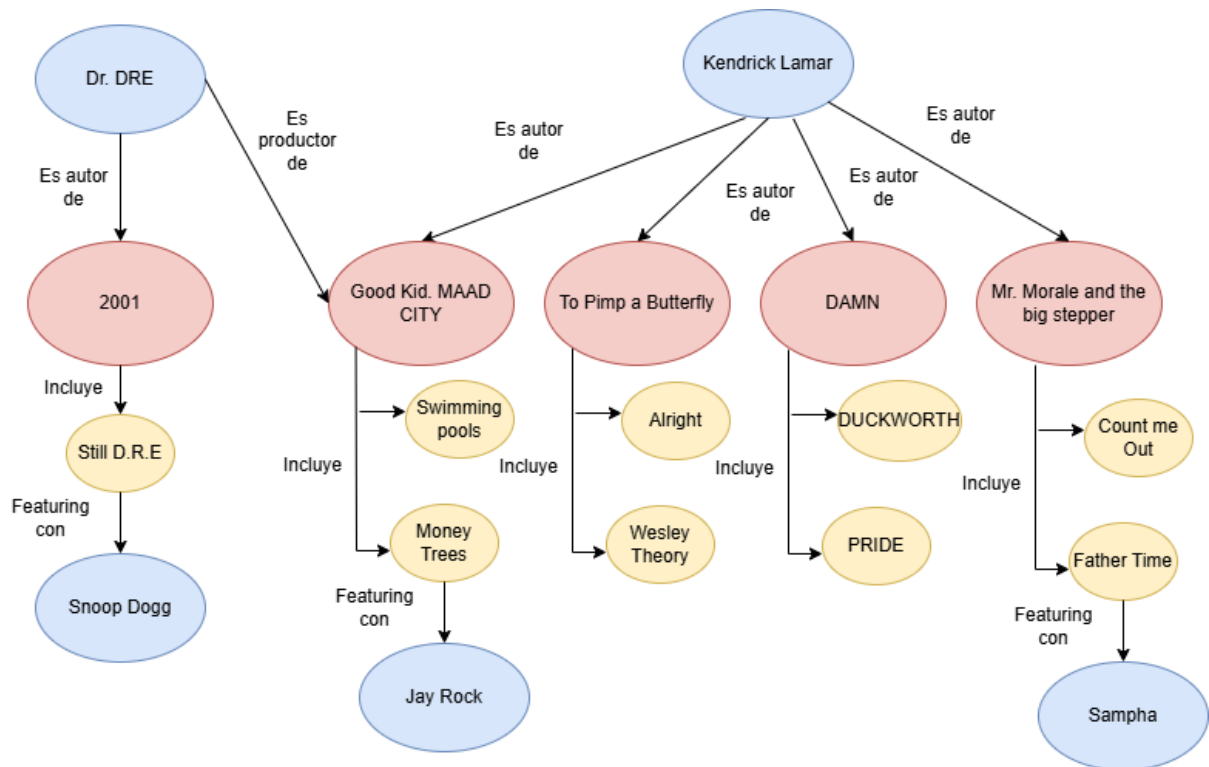 Dr. DRE
Kendrick Lamar
Es
productor
de
Es autor
de
Es autor
de
Es autor
de
Es autor
de
Es autor
de
2001
Good Kid. MAAD
CITY
To Pimp a Butterfly
DAMN
Mr. Morale and the
big stepper
Incluye
Swimming
pools
Alright
DUCKWORTH
Count me
Out
Still D.R.E
Incluye
Incluye
Incluye
Incluye
Featuring
con
Money
Trees
Wesley
Theory
PRIDE
Father Time
Snoop Dogg
Featuring
con
Featuring
con
Jay Rock
Sampha